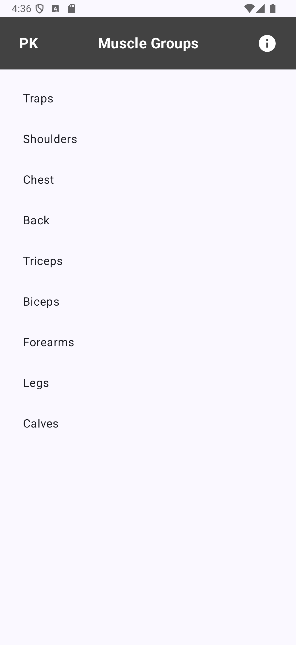 4:36
PK Muscle Groups
Traps
Shoulders
Chest
Back
Triceps
Biceps
Forearms
Legs
Calves